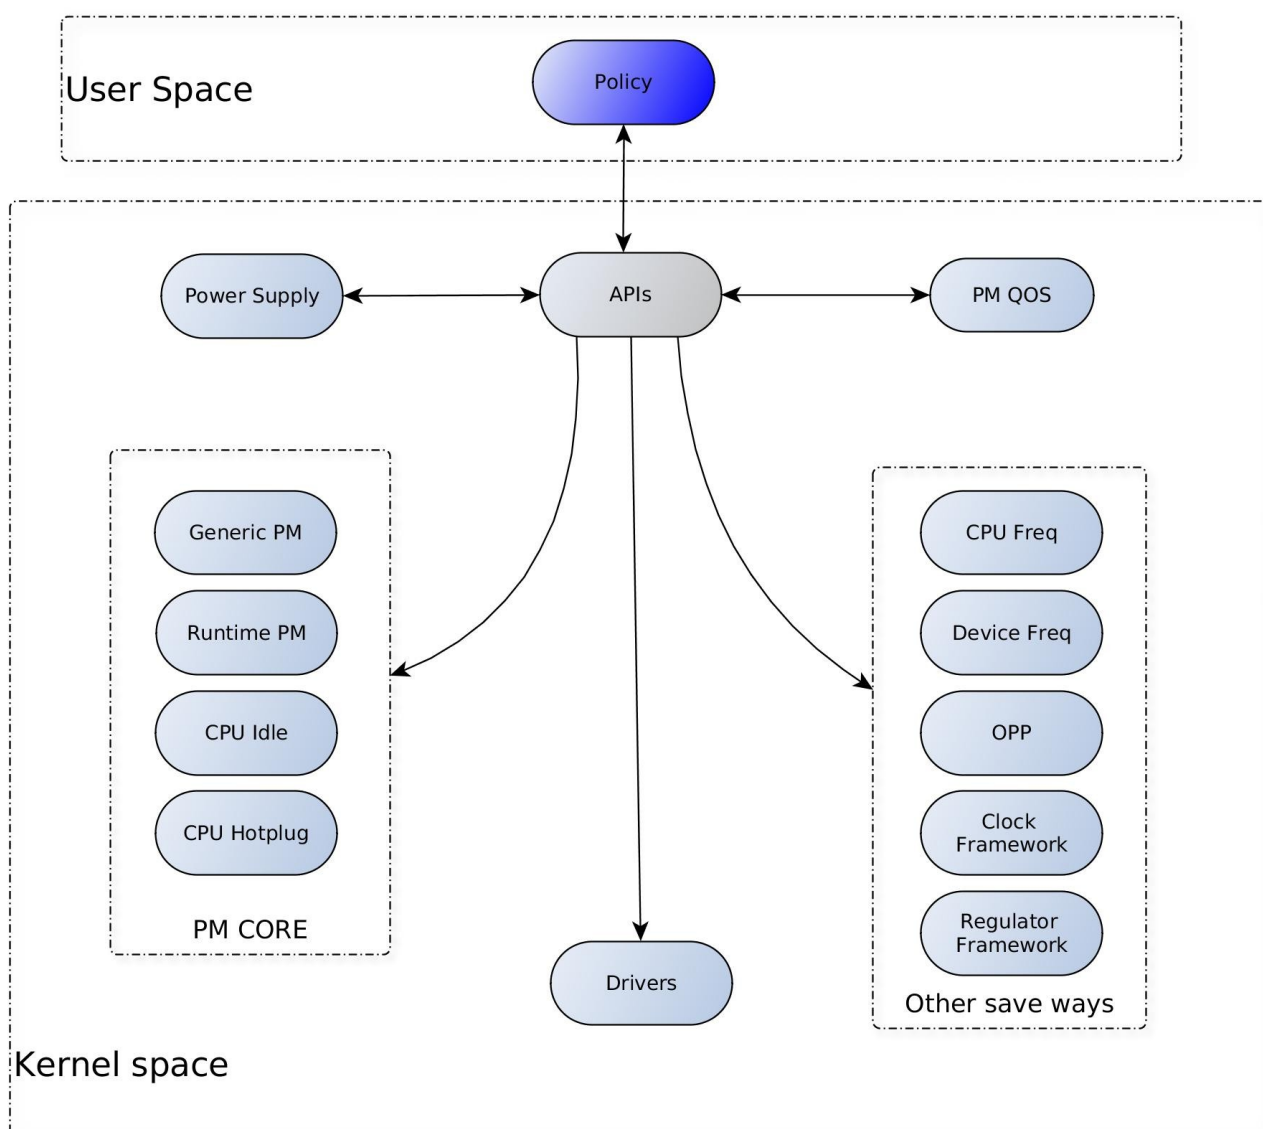 User Space
Policy
Power Supply
APIs
PM QOS
Generic PM
Runtime PM
CPU Idle
CPU Hotplug
PM CORE
Drivers
CPU Freq
Device Freq
OPP
Clock
Framework
Regulator
Framework
Other save ways
Kernel space